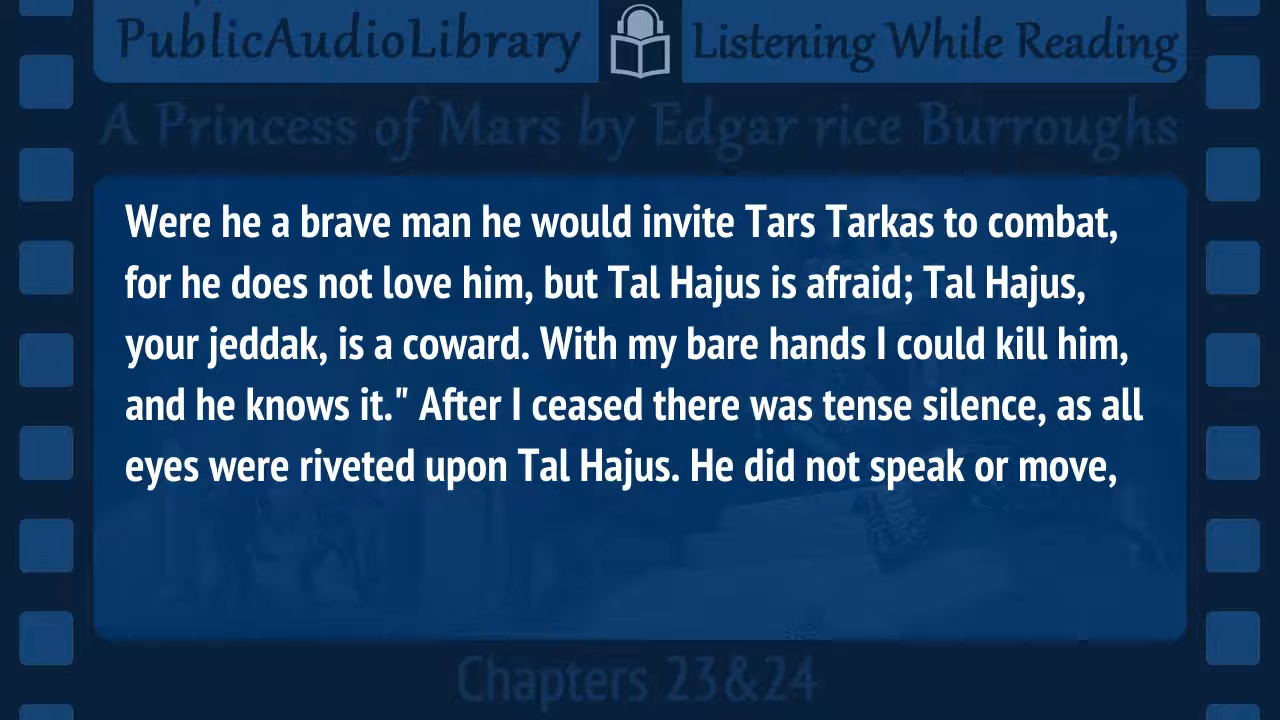 PublicAudioLibrary Listening While Reading
A Princess of Mars by Edgar rice Burroughs
Were he a brave man he would invite Tars Tarkas to combat,
for he does not love him, but Tal Hajus is afraid; Tal Hajus,
your jeddak, is a coward. With my bare hands I could kill him,
and he knows it." After I ceased there was tense silence, as all
eyes were riveted upon Tal Hajus. He did not speak or move,
Chapters 23&24